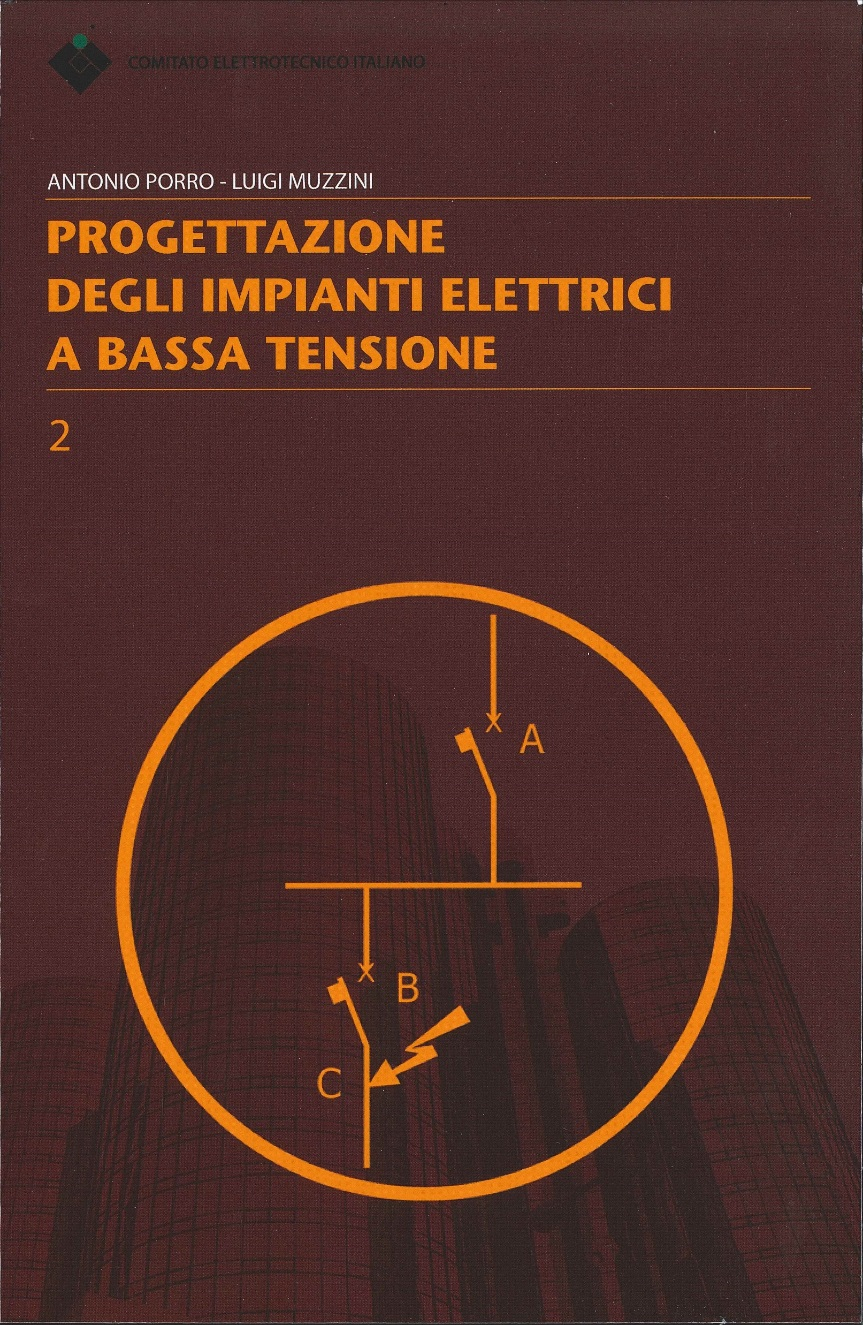 COMITATO ELETTROTECNICO ITALIANO
ANTONIO PORRO - LUIGI MUZZINI
PROGETTAZIONE
DEGLI IMPIANTI ELETTRICI
A BASSA TENSIONE
2
X
A
X
B
C